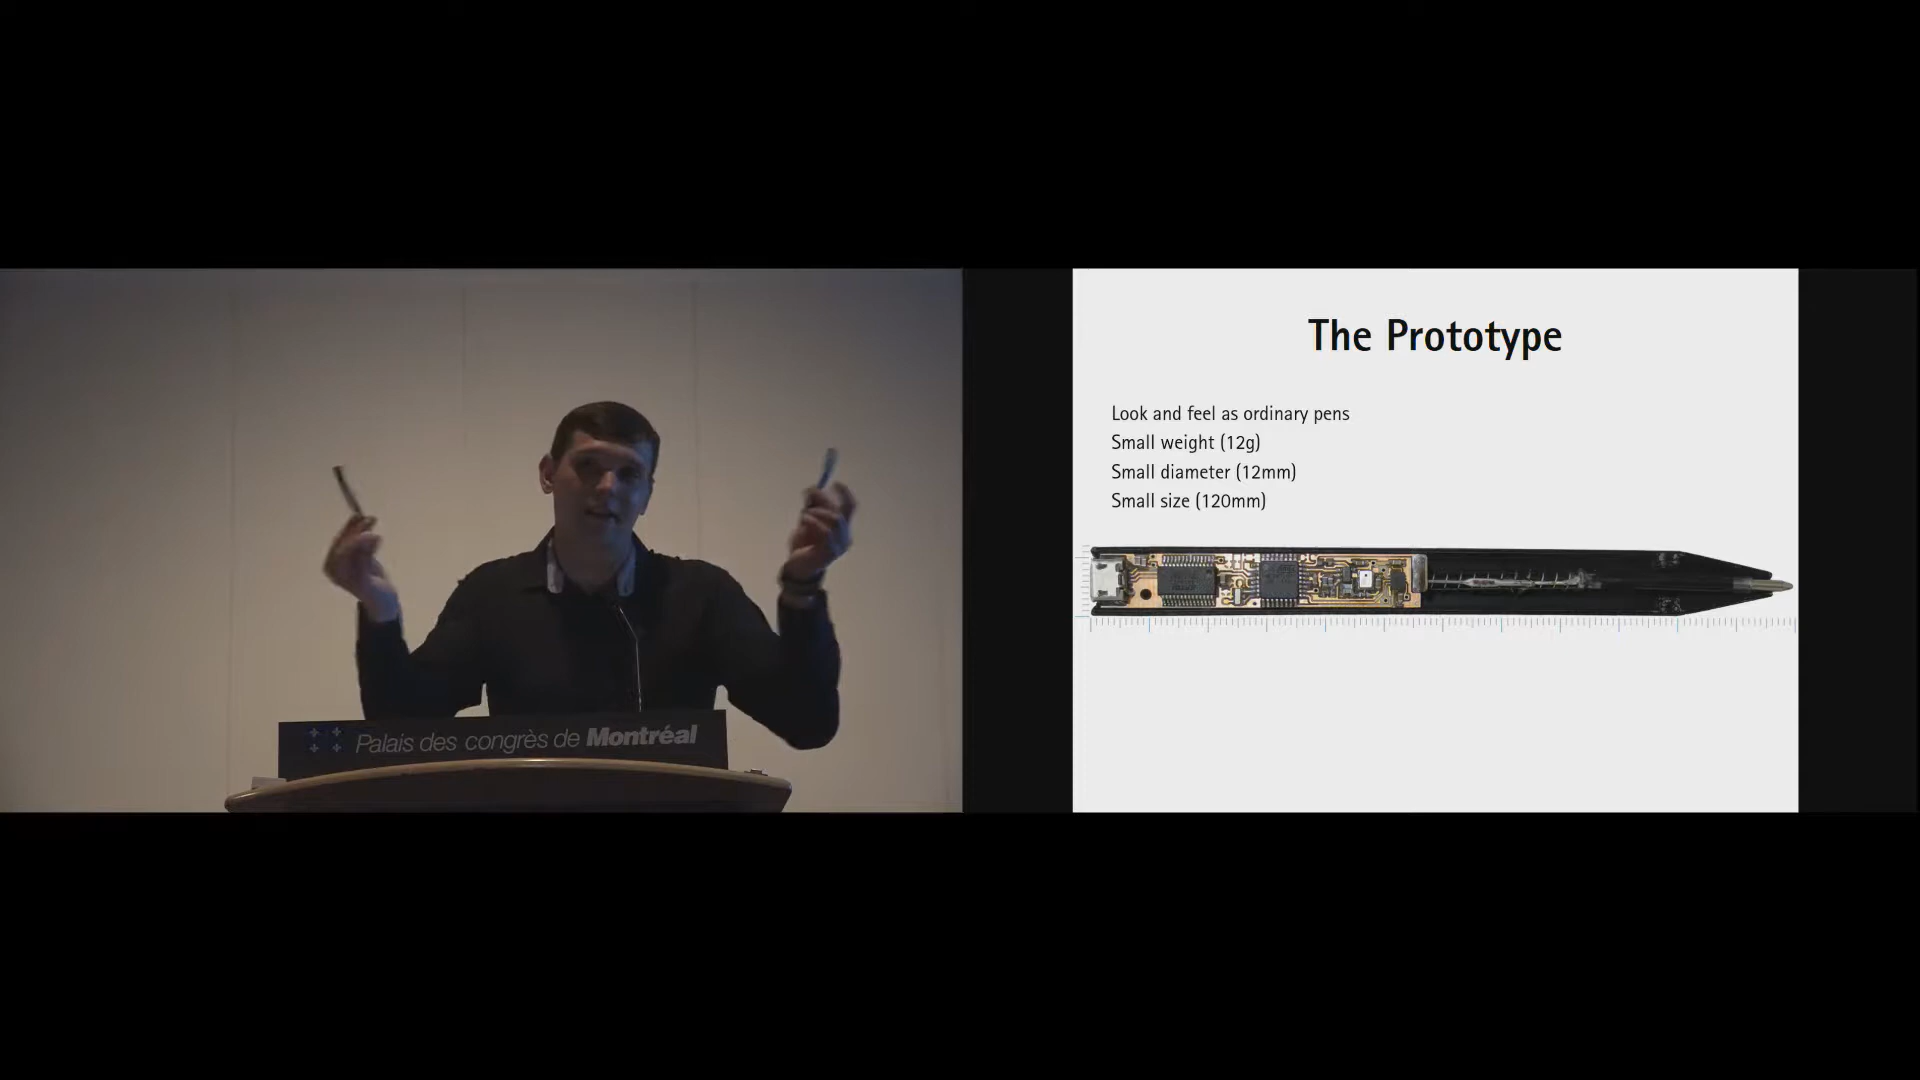 Palais des congrès de Montréal
The Prototype
Look and feel as ordinary pens
Small weight (12g)
Small diameter (12mm)
Small size (120mm)